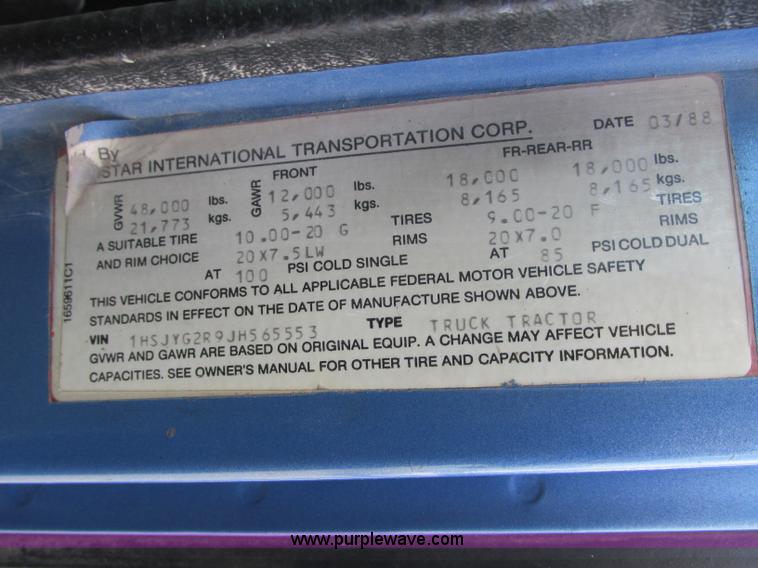 By
STAR INTERNATIONAL TRANSPORTATION CORP. DATE 03/88
FRONT FR-REAR-RR
GVWR 48,000 lbs. GAWR 12,000 lbs. 18,000 18,000 lbs.
21,773 kgs. 5,443 kgs. 8,165 8,165 kgs.
A SUITABLE TIRE 10.00-20 G TIRES 9.00-20 F TIRES
AND RIM CHOICE 20X7.5LW RIMS 20X7.0 RIMS
AT 100 PSI COLD SINGLE AT 85 PSI COLD DUAL
THIS VEHICLE CONFORMS TO ALL APPLICABLE FEDERAL MOTOR VEHICLE SAFETY
STANDARDS IN EFFECT ON THE DATE OF MANUFACTURE SHOWN ABOVE.
VIN 1HSJYG2R9JH565553 TYPE TRUCK TRACTOR
GVWR AND GAWR ARE BASED ON ORIGINAL EQUIP. A CHANGE MAY AFFECT VEHICLE
CAPACITIES. SEE OWNER'S MANUAL FOR OTHER TIRE AND CAPACITY INFORMATION.
1659611C1
www.purplewave.com